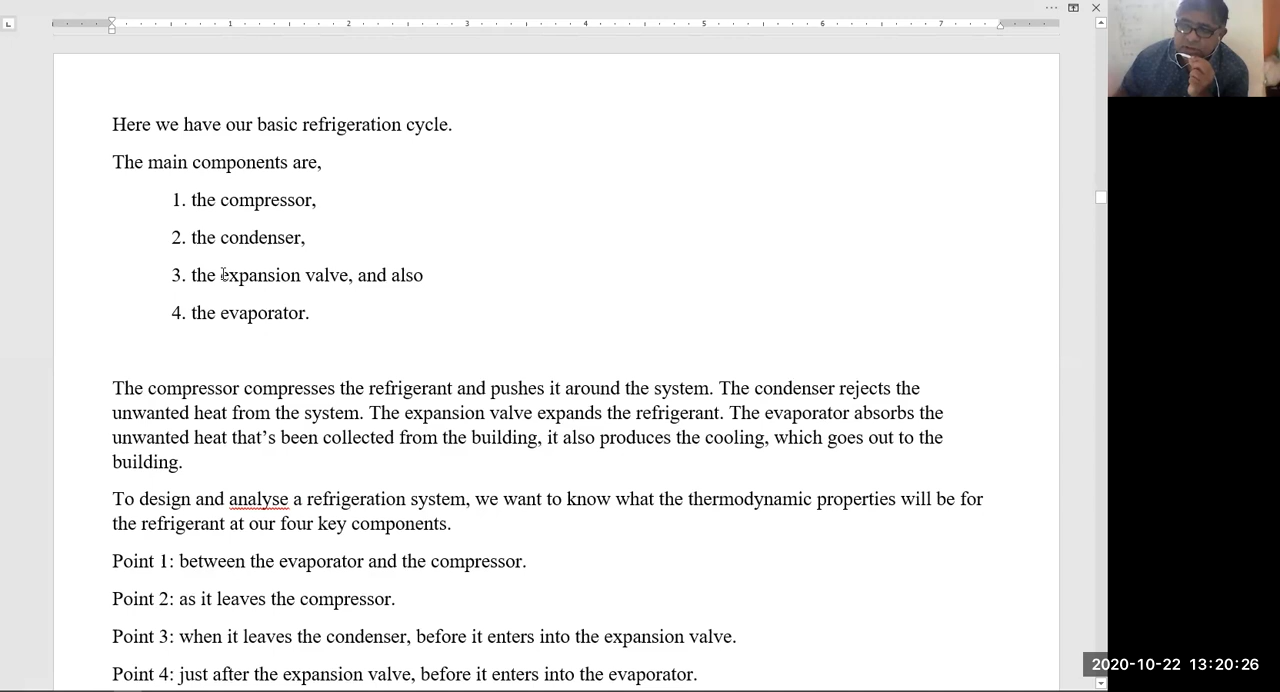 1 2 3 4 5 6 7
Here we have our basic refrigeration cycle.
The main components are,
1. the compressor,
2. the condenser,
3. the expansion valve, and also
4. the evaporator.
The compressor compresses the refrigerant and pushes it around the system. The condenser rejects the
unwanted heat from the system. The expansion valve expands the refrigerant. The evaporator absorbs the
unwanted heat that’s been collected from the building, it also produces the cooling, which goes out to the
building.
To design and analyse a refrigeration system, we want to know what the thermodynamic properties will be for
the refrigerant at our four key components.
Point 1: between the evaporator and the compressor.
Point 2: as it leaves the compressor.
Point 3: when it leaves the condenser, before it enters into the expansion valve.
Point 4: just after the expansion valve, before it enters into the evaporator.
2020-10-22 13:20:26